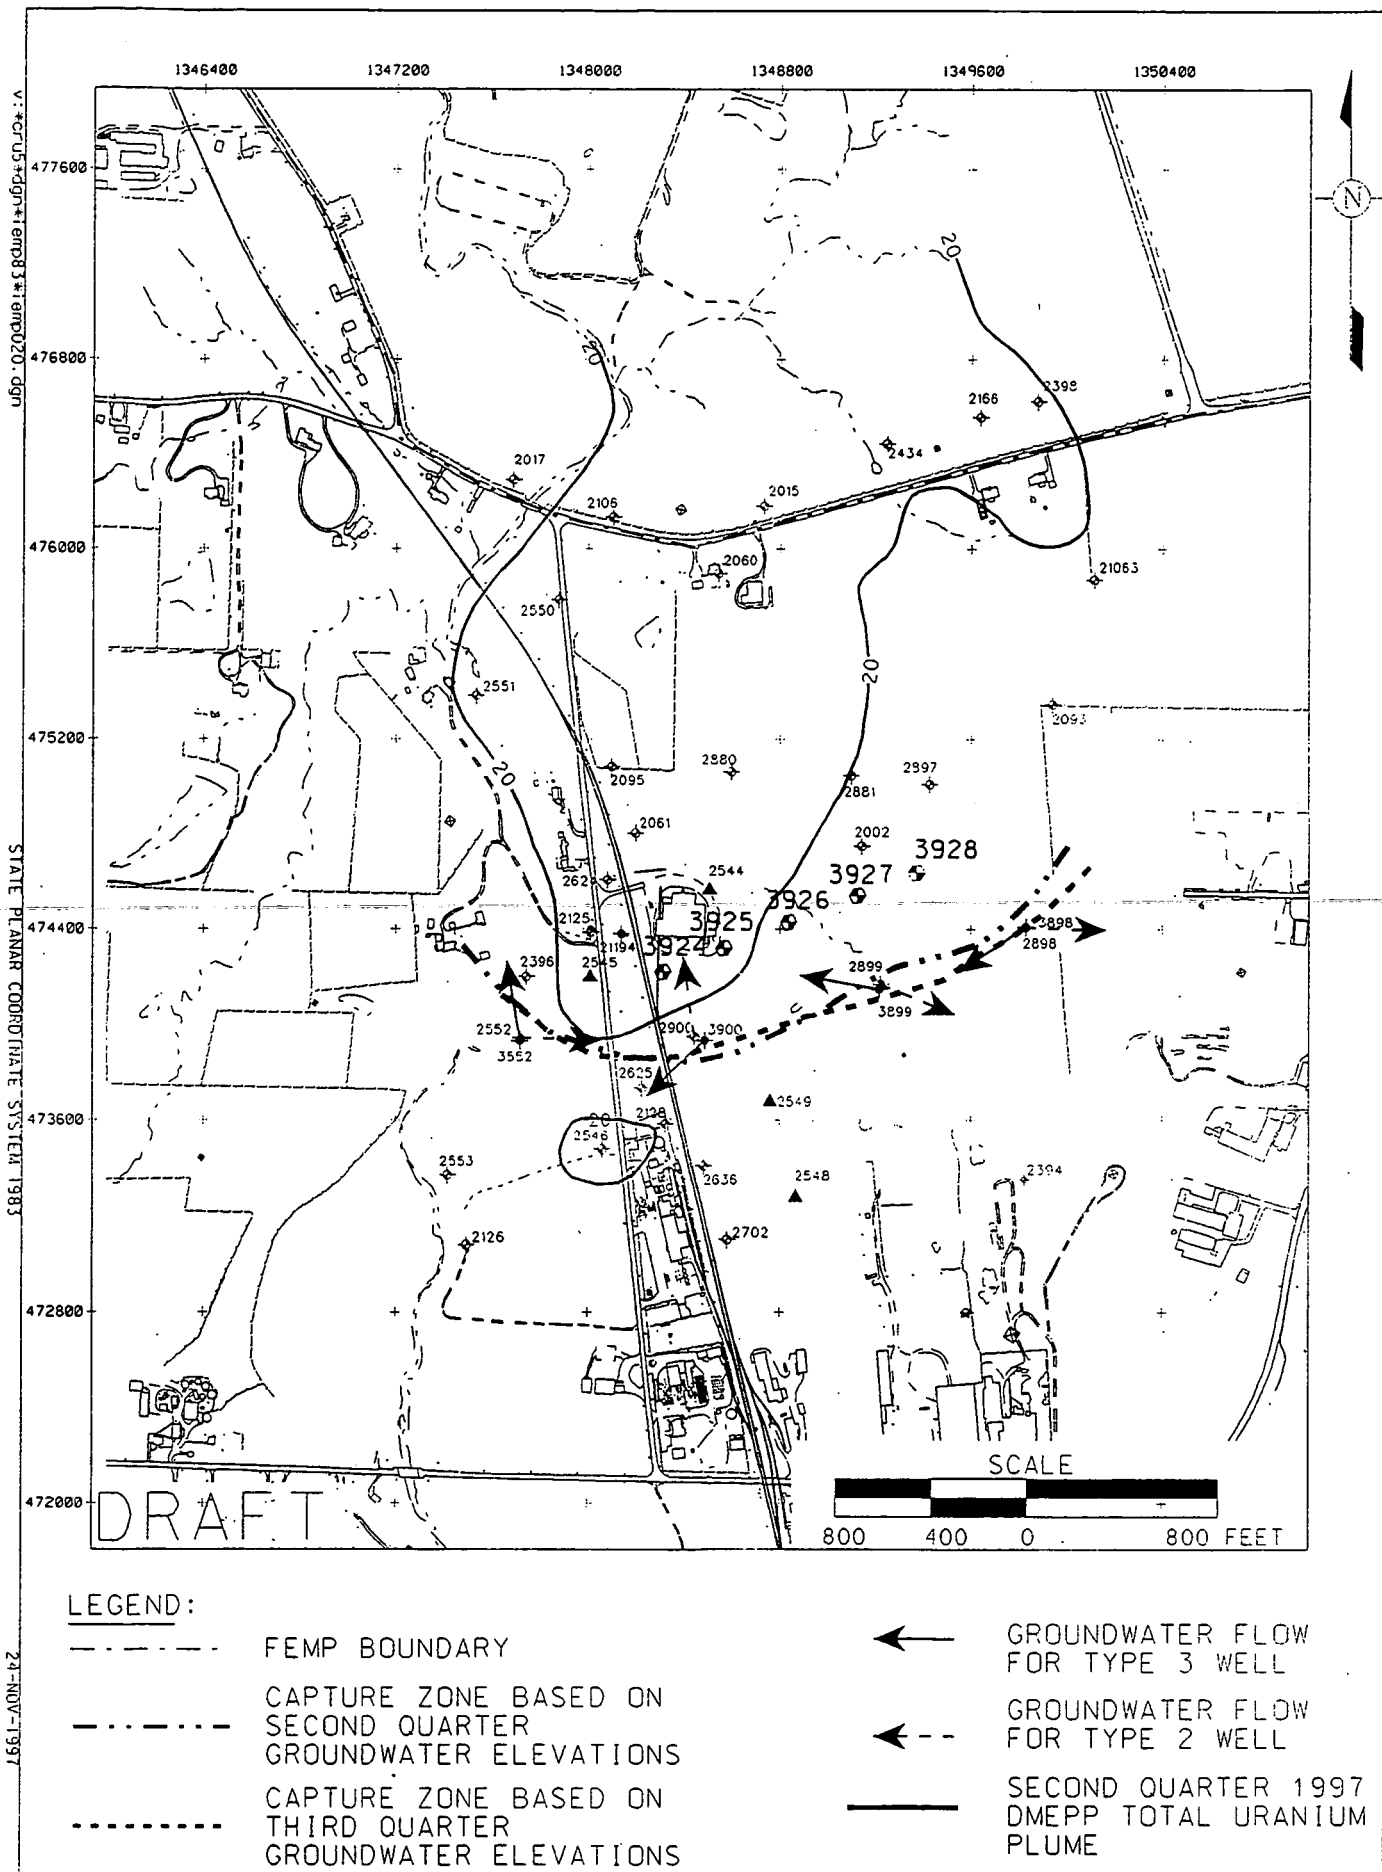 1346400 1347200 1348000 1348800 1349600 1350400
477600
N
20
476800
20
2398
2166
2434
2017
2015
2106
476000
2060
21063
2550
20
2551
2093
475200
20
2880
2897
2095
2881
2061
2002
3928
3927
2544
3926
2125
3925
474400
3898
21194
3924
2898
2396
2545
2899
3899
2552
2900
3900
3552
2625
2549
473600
20
2128
2546
2553
2636
2548
2394
2126
2702
472800
SCALE
472000
DRAFT
800 400 0 800 FEET
STATE PLANAR COORDINATE SYSTEM 1983
24-NOV-1997
LEGEND:
FEMP BOUNDARY
CAPTURE ZONE BASED ON
SECOND QUARTER
GROUNDWATER ELEVATIONS
CAPTURE ZONE BASED ON
THIRD QUARTER
GROUNDWATER ELEVATIONS
GROUNDWATER FLOW
FOR TYPE 3 WELL
GROUNDWATER FLOW
FOR TYPE 2 WELL
SECOND QUARTER 1997
DMEPP TOTAL URANIUM
PLUME